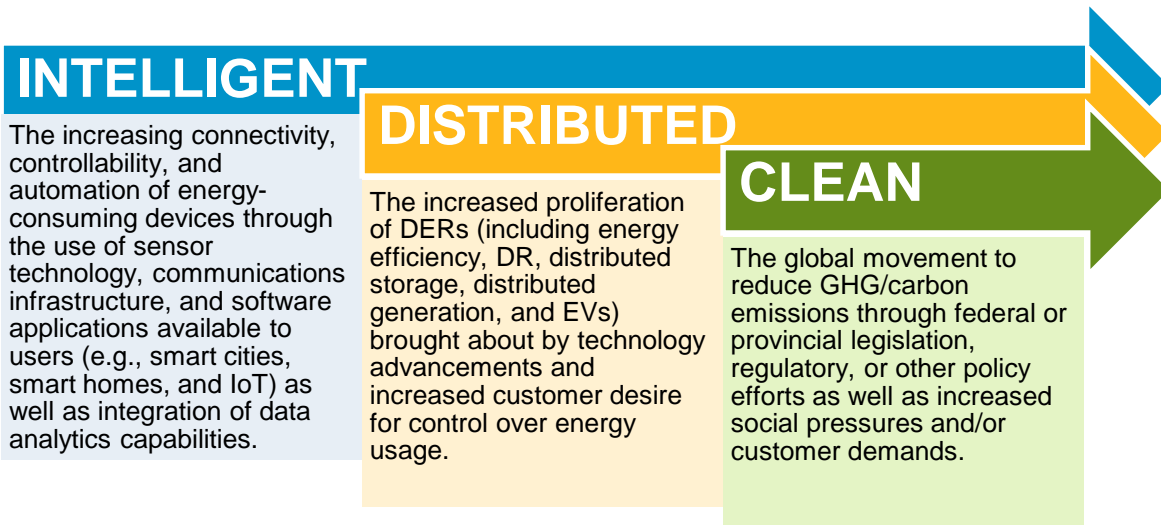 INTELLIGENT
The increasing connectivity,
controllability, and
automation of energy-
consuming devices through
the use of sensor
technology, communications
infrastructure, and software
applications available to
users (e.g., smart cities,
smart homes, and IoT) as
well as integration of data
analytics capabilities.
DISTRIBUTED
The increased proliferation
of DERs (including energy
efficiency, DR, distributed
storage, distributed
generation, and EVs)
brought about by technology
advancements and
increased customer desire
for control over energy
usage.
CLEAN
The global movement to
reduce GHG/carbon
emissions through federal or
provincial legislation,
regulatory, or other policy
efforts as well as increased
social pressures and/or
customer demands.